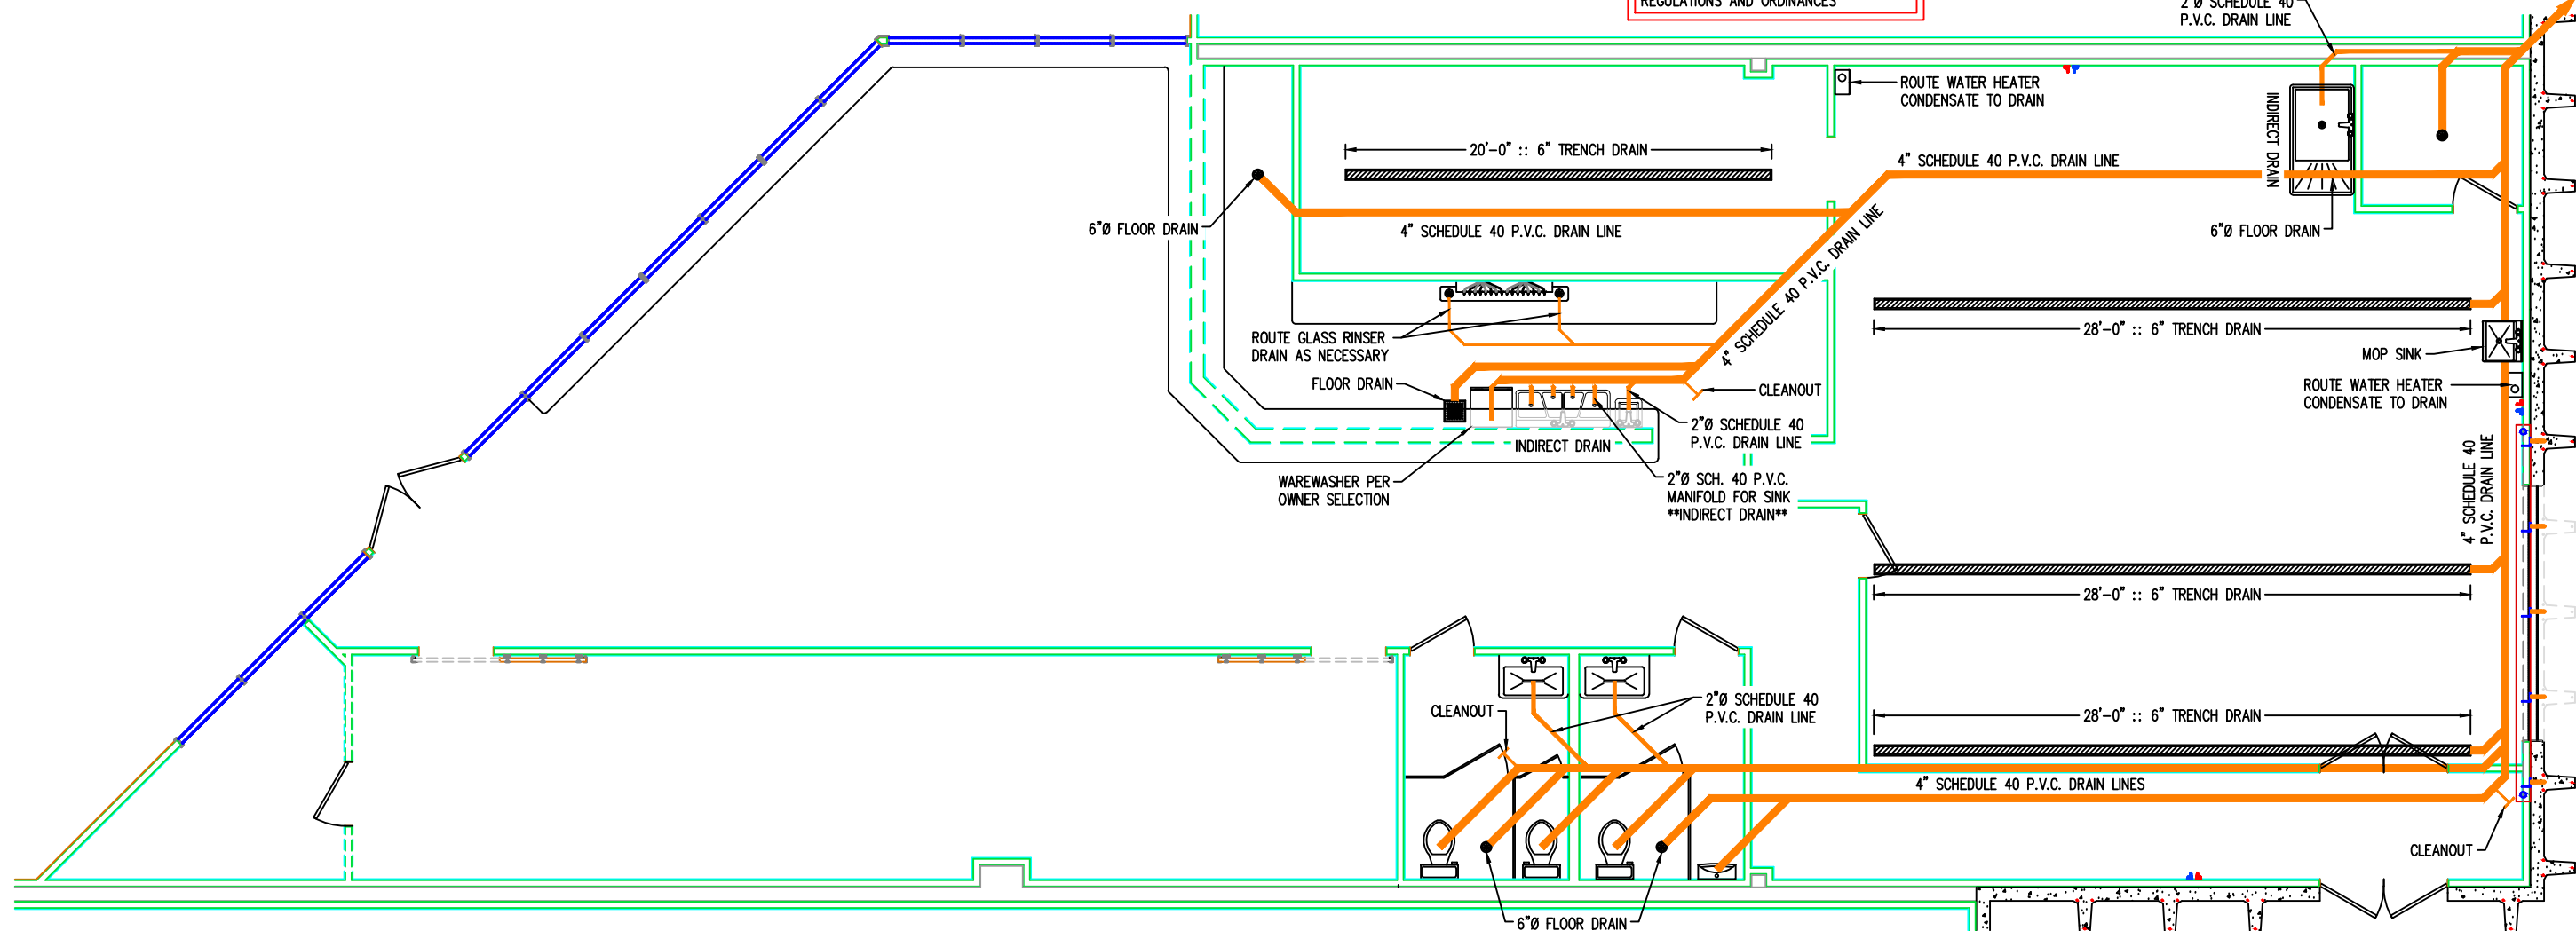 REGULATIONS AND ORDINANCES
2"Ø SCHEDULE 40
P.V.C. DRAIN LINE
ROUTE WATER HEATER
CONDENSATE TO DRAIN
INDIRECT DRAIN
20'-0" :: 6" TRENCH DRAIN
4" SCHEDULE 40 P.V.C. DRAIN LINE
6"Ø FLOOR DRAIN
4" SCHEDULE 40 P.V.C. DRAIN LINE
6"Ø FLOOR DRAIN
4" SCHEDULE 40 P.V.C. DRAIN LINE
28'-0" :: 6" TRENCH DRAIN
ROUTE GLASS RINSER
DRAIN AS NECESSARY
MOP SINK
FLOOR DRAIN
CLEANOUT
ROUTE WATER HEATER
CONDENSATE TO DRAIN
2"Ø SCHEDULE 40
P.V.C. DRAIN LINE
INDIRECT DRAIN
4" SCHEDULE 40
P.V.C. DRAIN LINE
WAREWASHER PER
OWNER SELECTION
2"Ø SCH. 40 P.V.C.
MANIFOLD FOR SINK
**INDIRECT DRAIN**
28'-0" :: 6" TRENCH DRAIN
CLEANOUT
2"Ø SCHEDULE 40
P.V.C. DRAIN LINE
28'-0" :: 6" TRENCH DRAIN
4" SCHEDULE 40 P.V.C. DRAIN LINES
CLEANOUT
6"Ø FLOOR DRAIN